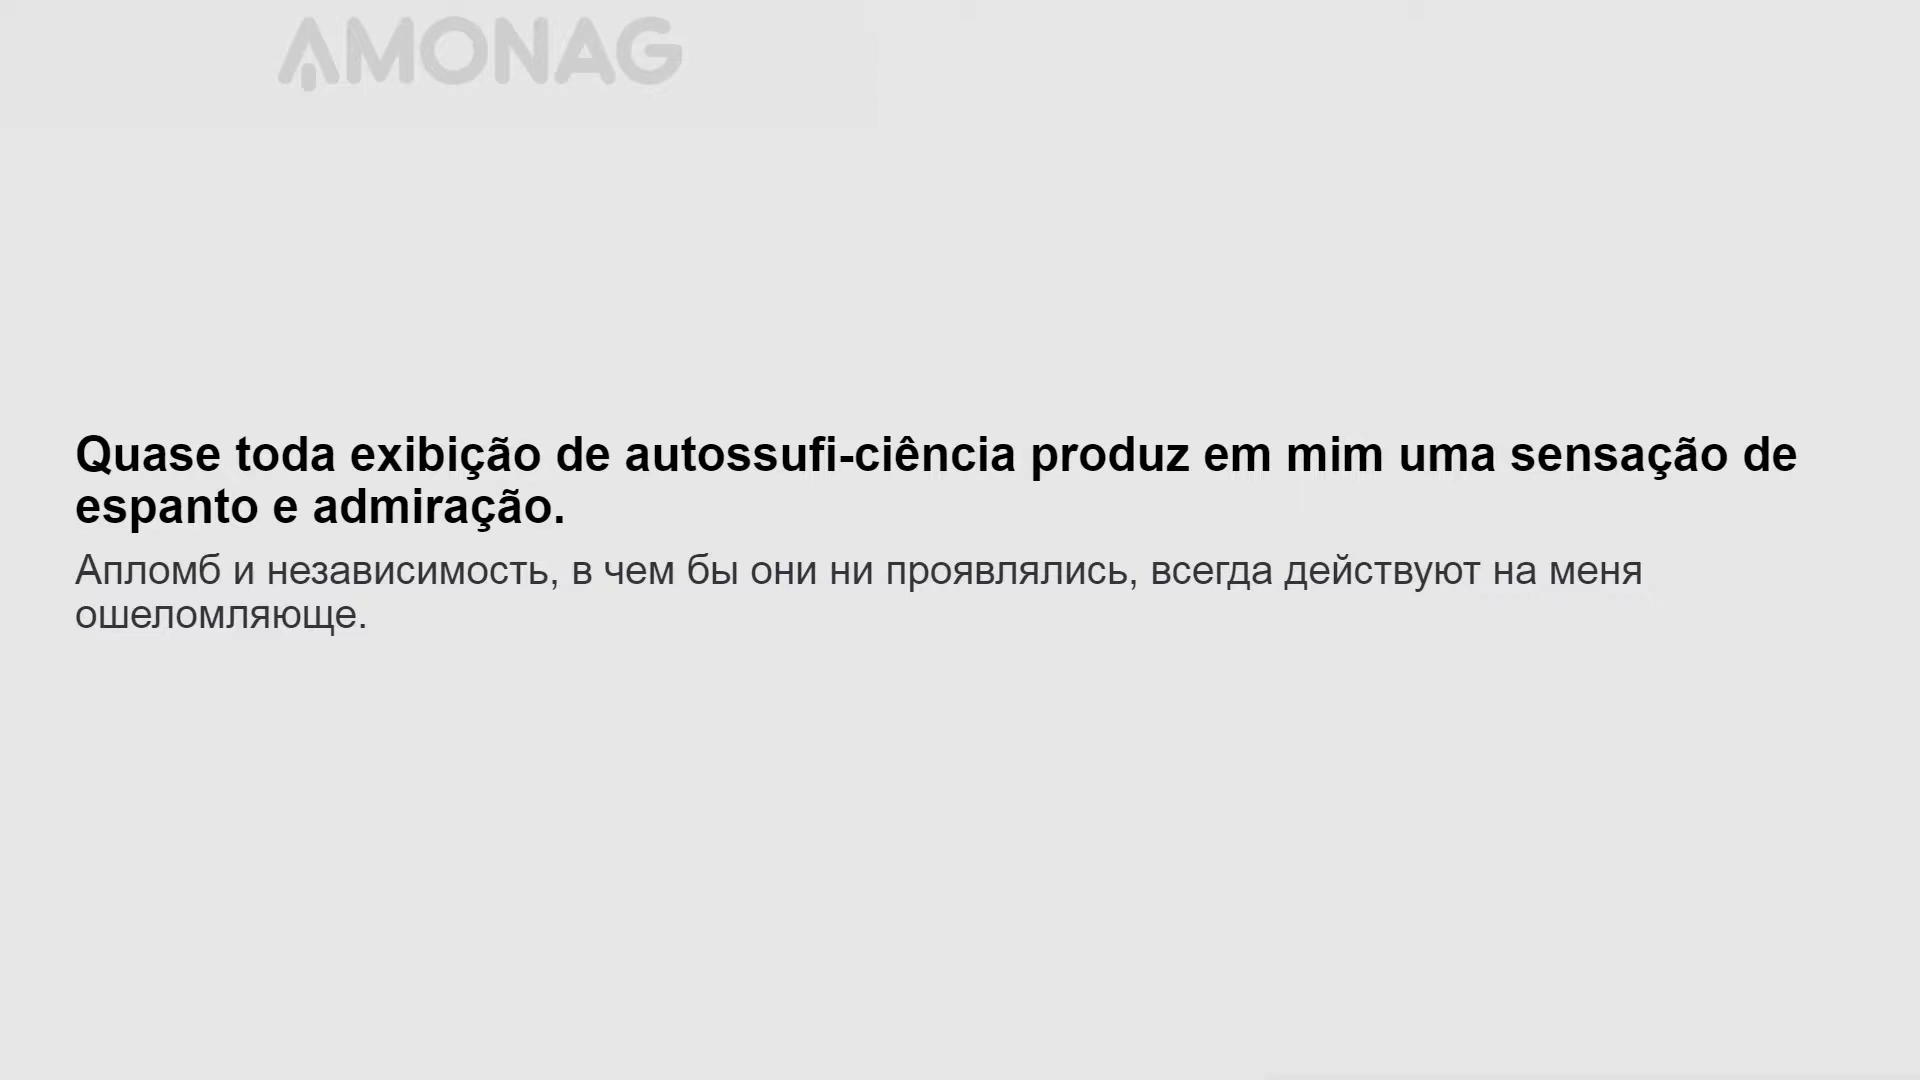 AMONAG
Quase toda exibição de autossufi-ciência produz em mim uma sensação de
espanto e admiração.
Апломб и независимость, в чем бы они ни проявлялись, всегда действуют на меня
ошеломляюще.